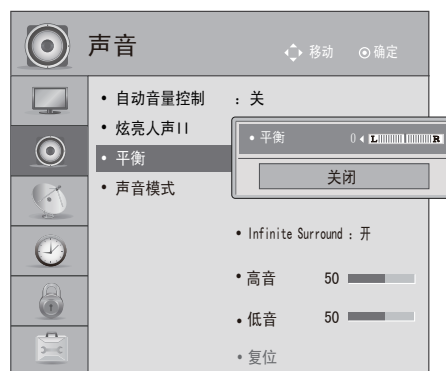 声音
移动 确定
• 自动音量控制 : 关
• 炫亮人声II
• 平衡
• 平衡 0 L R
• 声音模式
关闭
• Infinite Surround : 开
• 高音 50
• 低音 50
• 复位